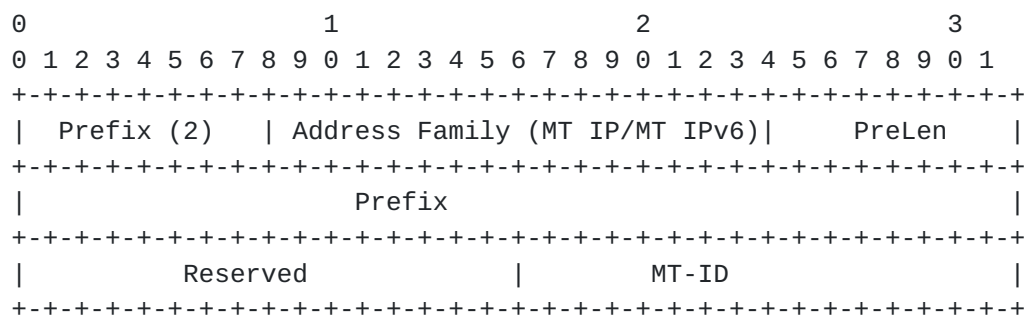 0                   1                   2                   3
0 1 2 3 4 5 6 7 8 9 0 1 2 3 4 5 6 7 8 9 0 1 2 3 4 5 6 7 8 9 0 1
+-+-+-+-+-+-+-+-+-+-+-+-+-+-+-+-+-+-+-+-+-+-+-+-+-+-+-+-+-+-+-+-+
|  Prefix (2)   | Address Family (MT IP/MT IPv6)|     PreLen    |
+-+-+-+-+-+-+-+-+-+-+-+-+-+-+-+-+-+-+-+-+-+-+-+-+-+-+-+-+-+-+-+-+
|                     Prefix                                    |
+-+-+-+-+-+-+-+-+-+-+-+-+-+-+-+-+-+-+-+-+-+-+-+-+-+-+-+-+-+-+-+-+
|          Reserved             |        MT-ID                  |
+-+-+-+-+-+-+-+-+-+-+-+-+-+-+-+-+-+-+-+-+-+-+-+-+-+-+-+-+-+-+-+-+